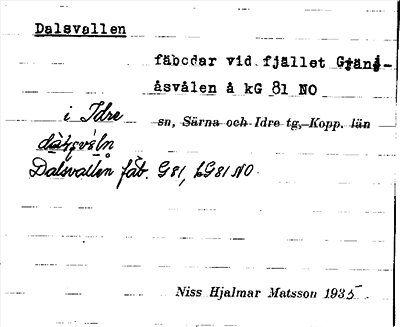 Dalsvallen
fäbodar vid fjället Gränj-
åsvålen å kG 81 NO
i Idre sn, Särna och Idre tg, Kopp. län
Dalsvallen fäb. G81, kG81 NO.
Niss Hjalmar Matsson 1935.